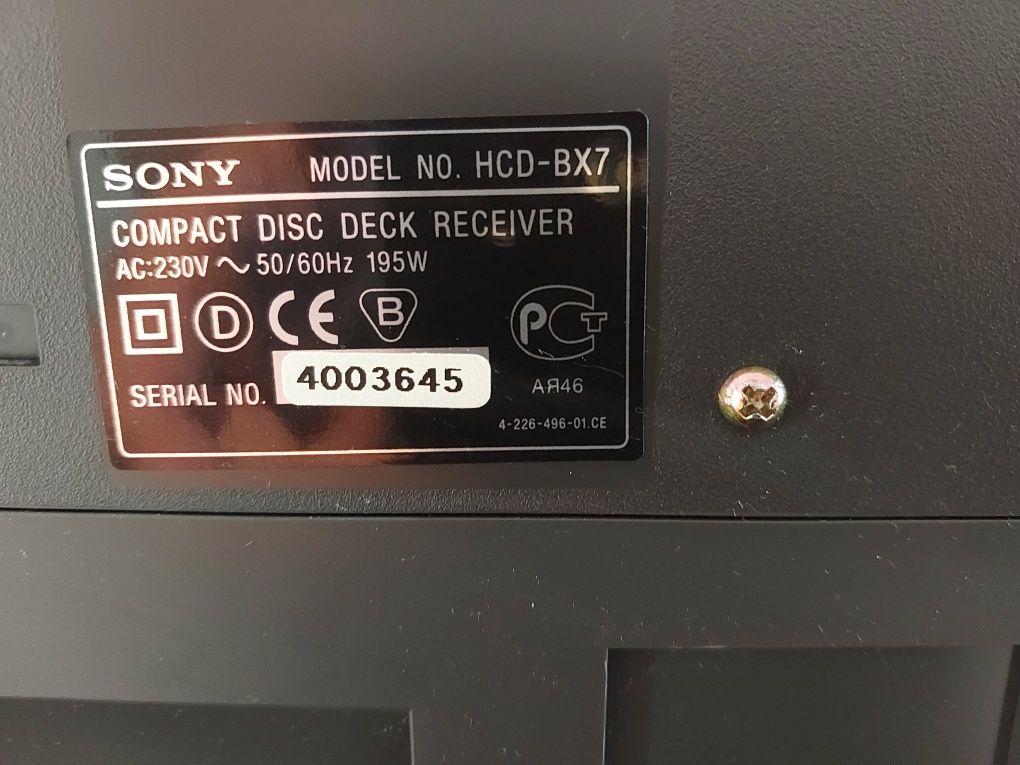 SONY MODEL NO. HCD-BX7
COMPACT DISC DECK RECEIVER
AC:230V ~ 50/60Hz 195W
D CE B PCT
SERIAL NO. 4003645
АЯ46
4-226-496-01.CE